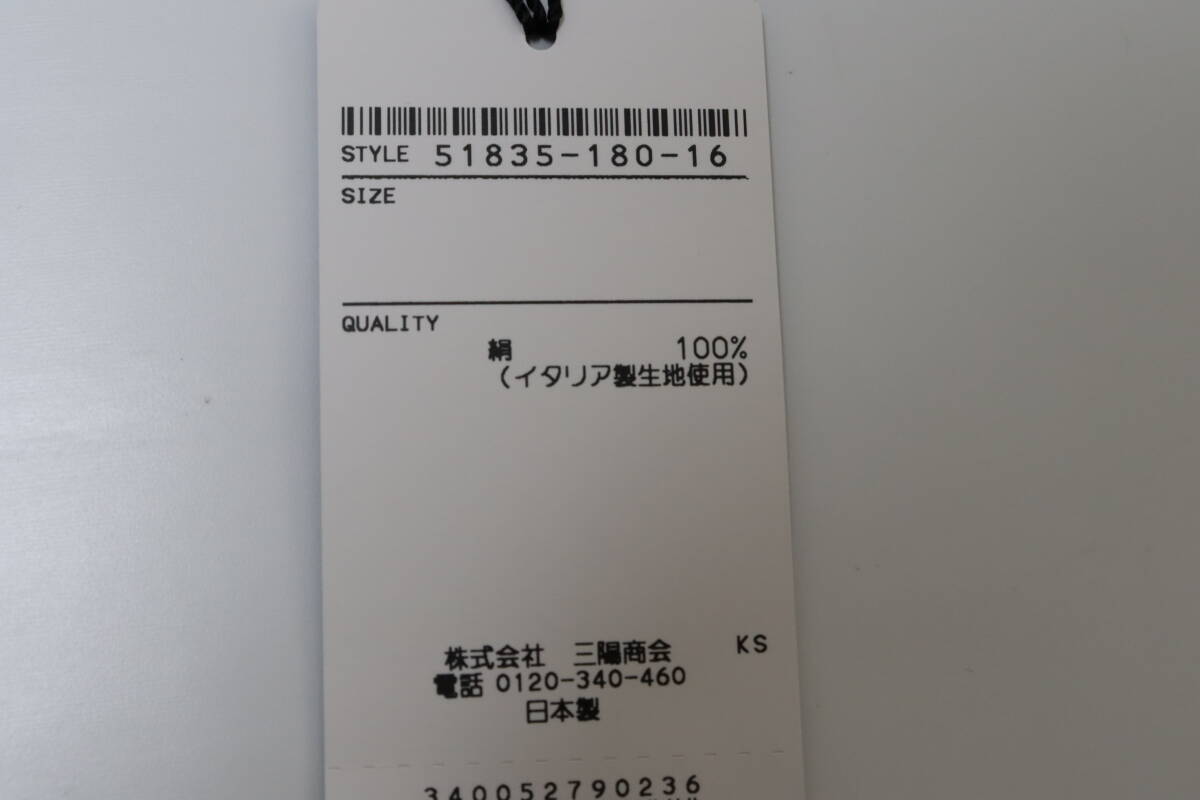 STYLE 51835-180-16
SIZE
QUALITY
絹 100%
(イタリア製生地使用)
株式会社 三陽商会 KS
電話 0120-340-460
日本製
340052790236